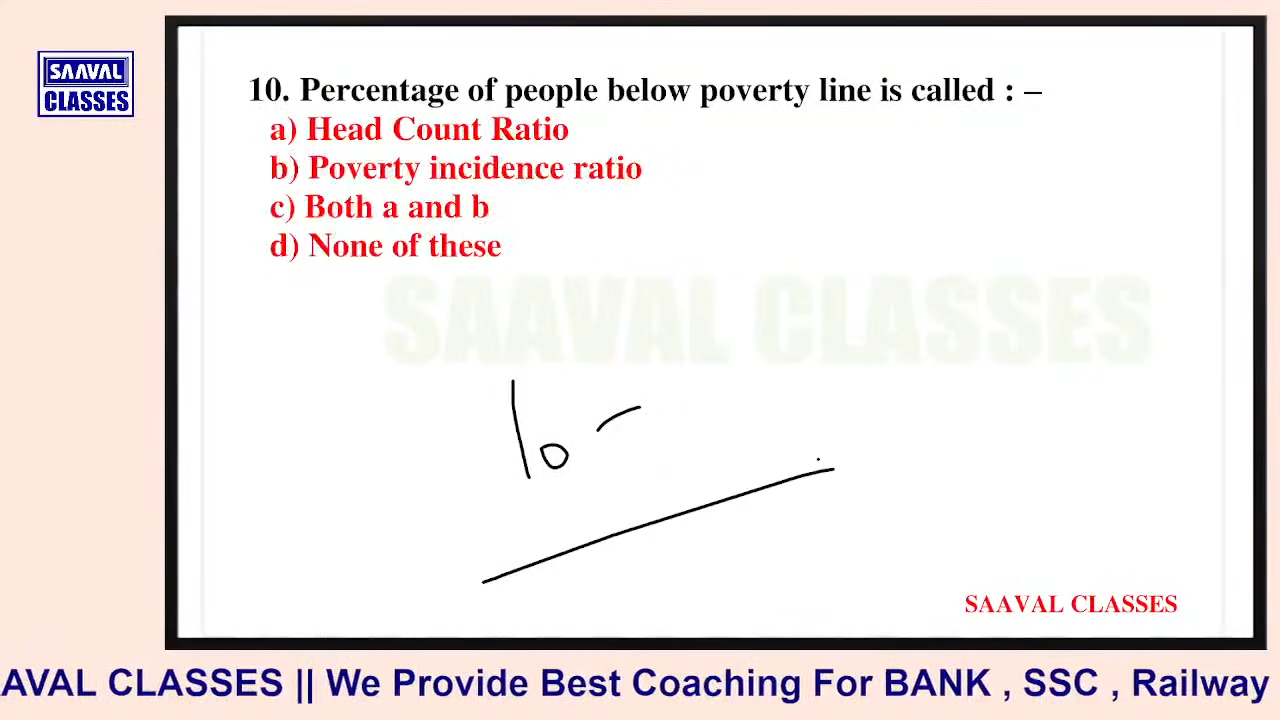 SAAVAL
CLASSES
10. Percentage of people below poverty line is called : –
a) Head Count Ratio
b) Poverty incidence ratio
c) Both a and b
d) None of these
SAAVAL CLASSES
10 -
SAAVAL CLASSES
AVAL CLASSES || We Provide Best Coaching For BANK , SSC , Railway